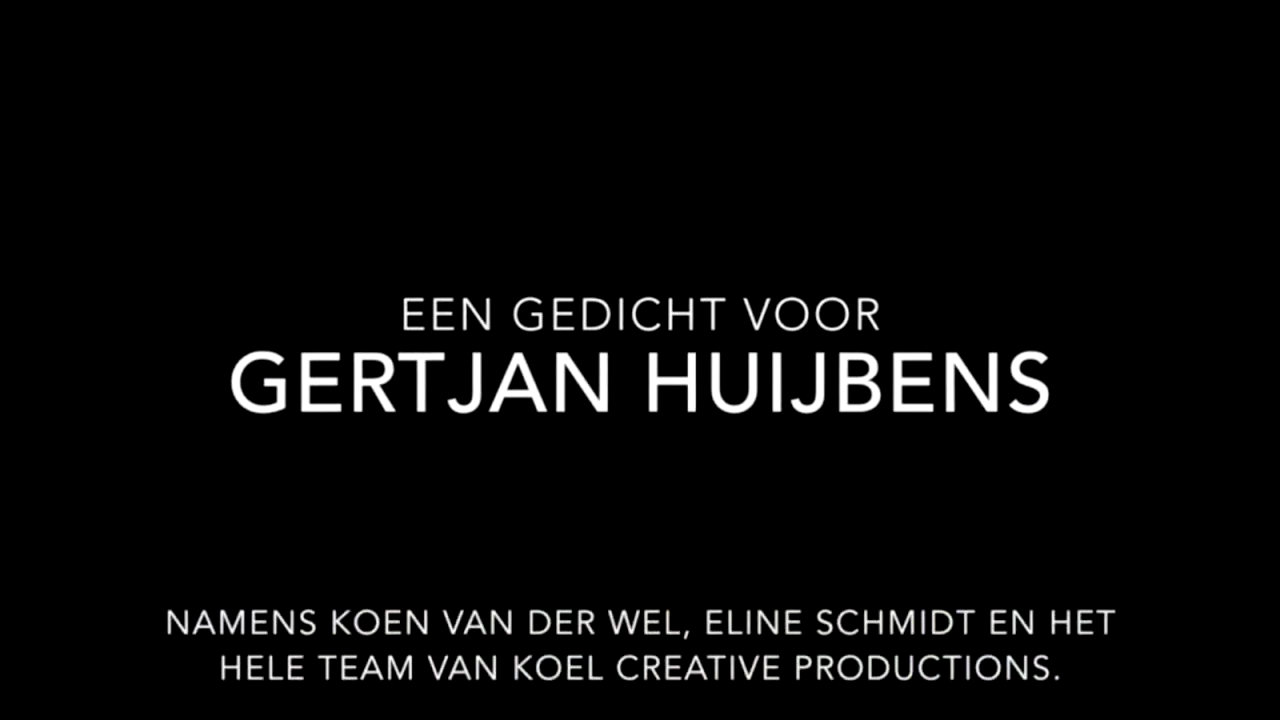 EEN GEDICHT VOOR
GERTJAN HUIJBENS
NAMENS KOEN VAN DER WEL, ELINE SCHMIDT EN HET
HELE TEAM VAN KOEL CREATIVE PRODUCTIONS.